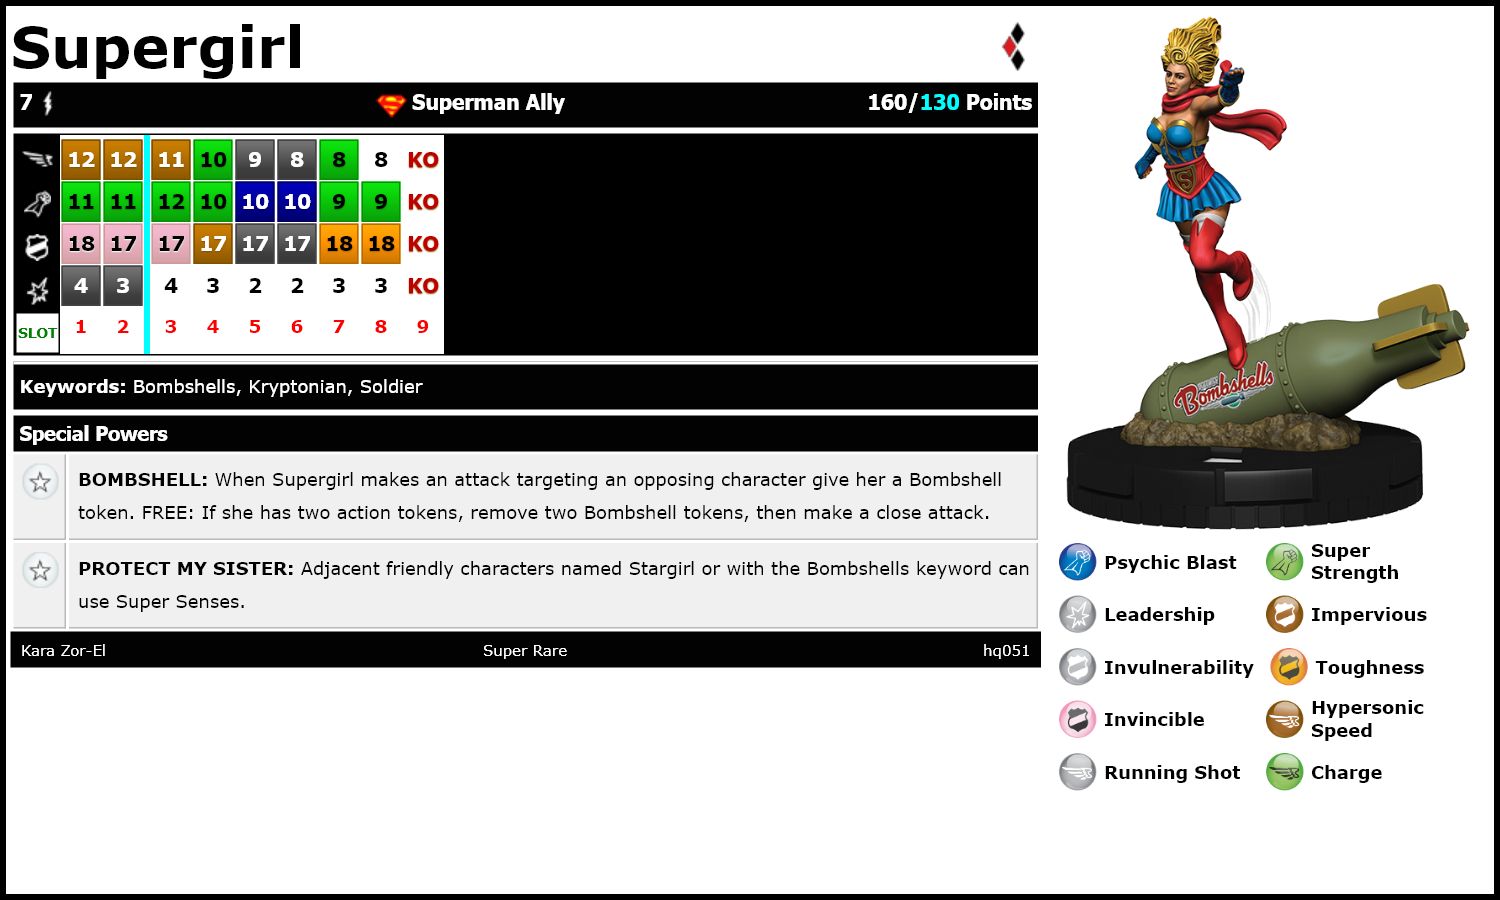 Supergirl
7 Superman Ally 160/130 Points
12 12 11 10 9 8 8 8 KO
11 11 12 10 10 10 9 9 KO
18 17 17 17 17 17 18 18 KO
4 3 4 3 2 2 3 3 KO
SLOT 1 2 3 4 5 6 7 8 9
Keywords: Bombshells, Kryptonian, Soldier
Special Powers
BOMBSHELL: When Supergirl makes an attack targeting an opposing character give her a Bombshell
token. FREE: If she has two action tokens, remove two Bombshell tokens, then make a close attack.
PROTECT MY SISTER: Adjacent friendly characters named Stargirl or with the Bombshells keyword can
use Super Senses.
Kara Zor-El Super Rare hq051
S
Bombshells
Psychic Blast
Super
Strength
Leadership
Impervious
Invulnerability
Toughness
Invincible
Hypersonic
Speed
Running Shot
Charge